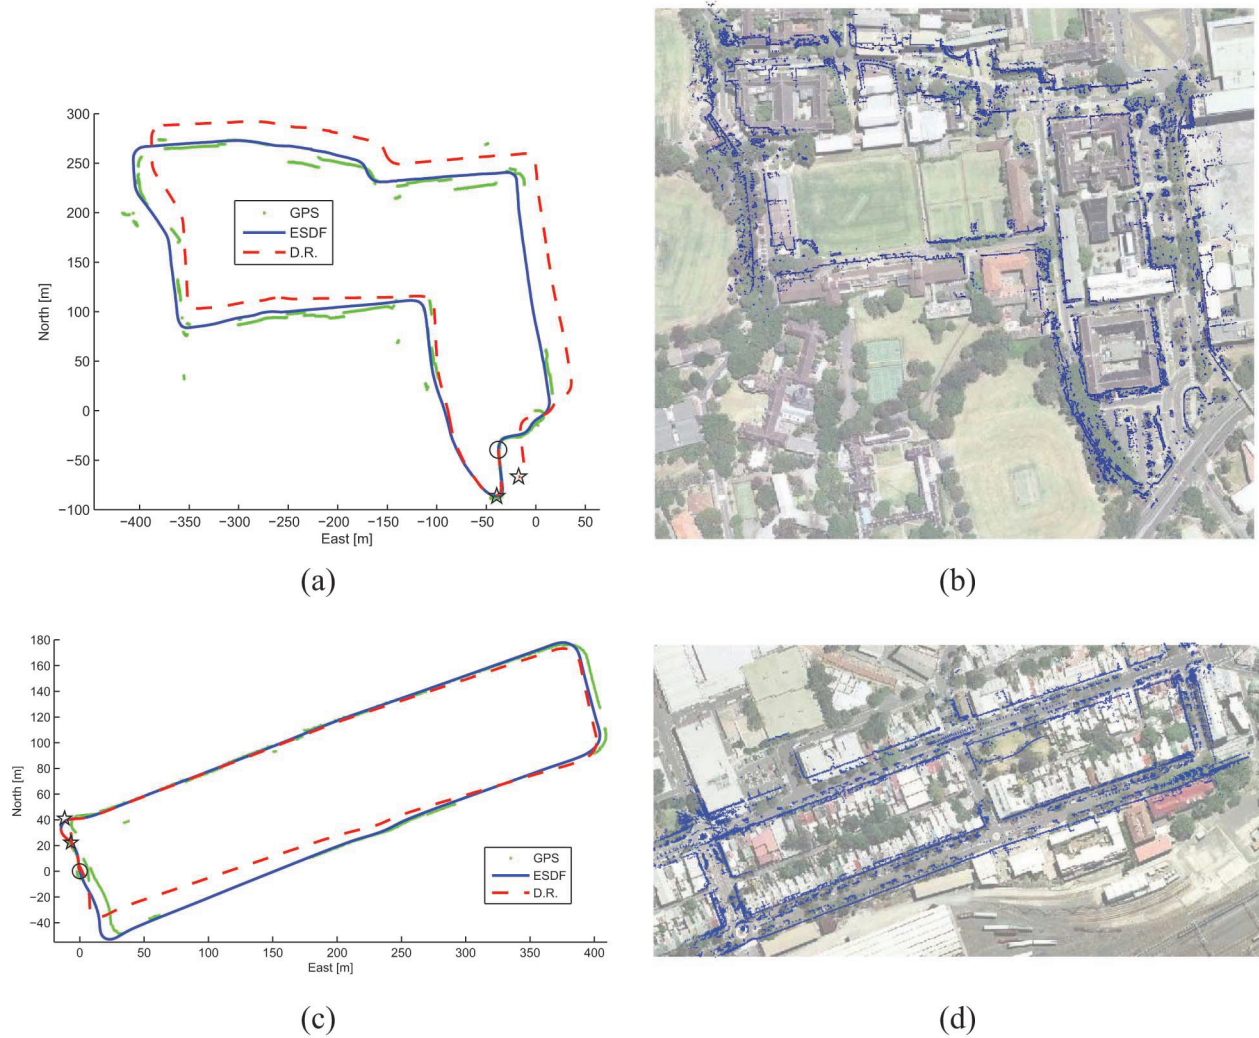 300
250
200
150
100
50
0
−50
−100
North [m]
GPS
ESDF
D.R.
−400 −350 −300 −250 −200 −150 −100 −50 0 50
East [m]
(a)
(b)
180
160
140
120
100
80
60
40
20
0
−20
−40
North [m]
GPS
ESDF
D.R.
0 50 100 150 200 250 300 350 400
East [m]
(c)
(d)